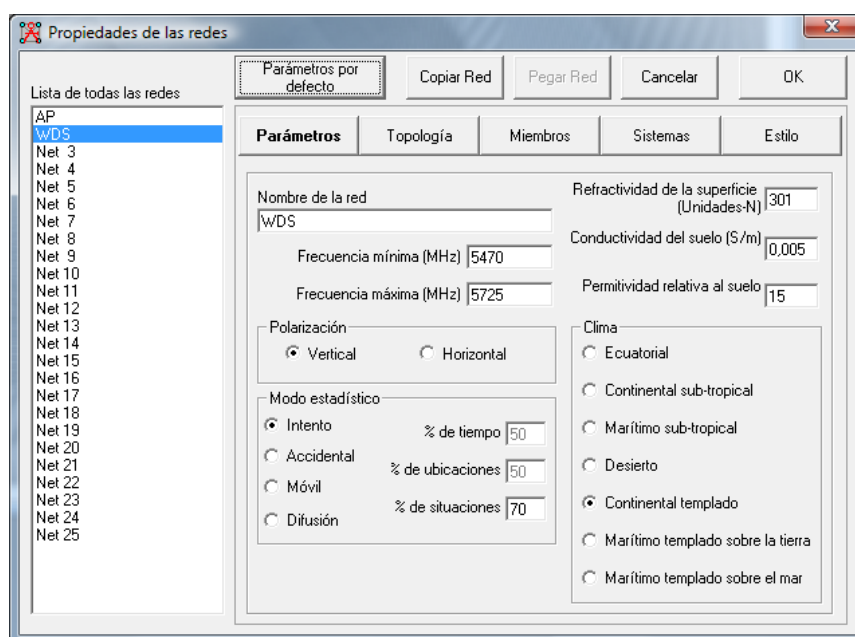 Propiedades de las redes
Lista de todas las redes
AP
WDS
Net 3
Net 4
Net 5
Net 6
Net 7
Net 8
Net 9
Net 10
Net 11
Net 12
Net 13
Net 14
Net 15
Net 16
Net 17
Net 18
Net 19
Net 20
Net 21
Net 22
Net 23
Net 24
Net 25
Parámetros por
defecto
Copiar Red
Pegar Red
Cancelar
OK
Parámetros
Topología
Miembros
Sistemas
Estilo
Nombre de la red
WDS
Frecuencia mínima (MHz) 5470
Frecuencia máxima (MHz) 5725
Refractividad de la superficie
(Unidades-N) 301
Conductividad del suelo (S/m) 0,005
Permitividad relativa al suelo 15
Polarización
Vertical
Horizontal
Modo estadístico
Intento
Accidental
Móvil
Difusión
% de tiempo 50
% de ubicaciones 50
% de situaciones 70
Clima
Ecuatorial
Continental sub-tropical
Marítimo sub-tropical
Desierto
Continental templado
Marítimo templado sobre la tierra
Marítimo templado sobre el mar